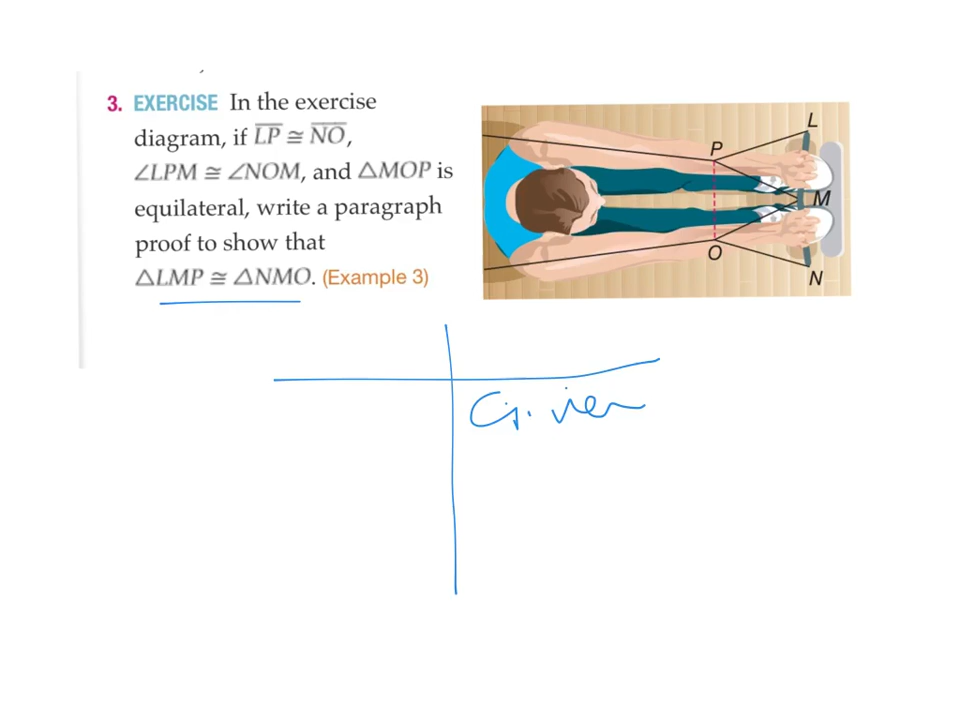 3. EXERCISE In the exercise
diagram, if LP ≅ NO,
∠LPM ≅ ∠NOM, and △MOP is
equilateral, write a paragraph
proof to show that
△LMP ≅ △NMO. (Example 3)
L
P
M
O
N
Given